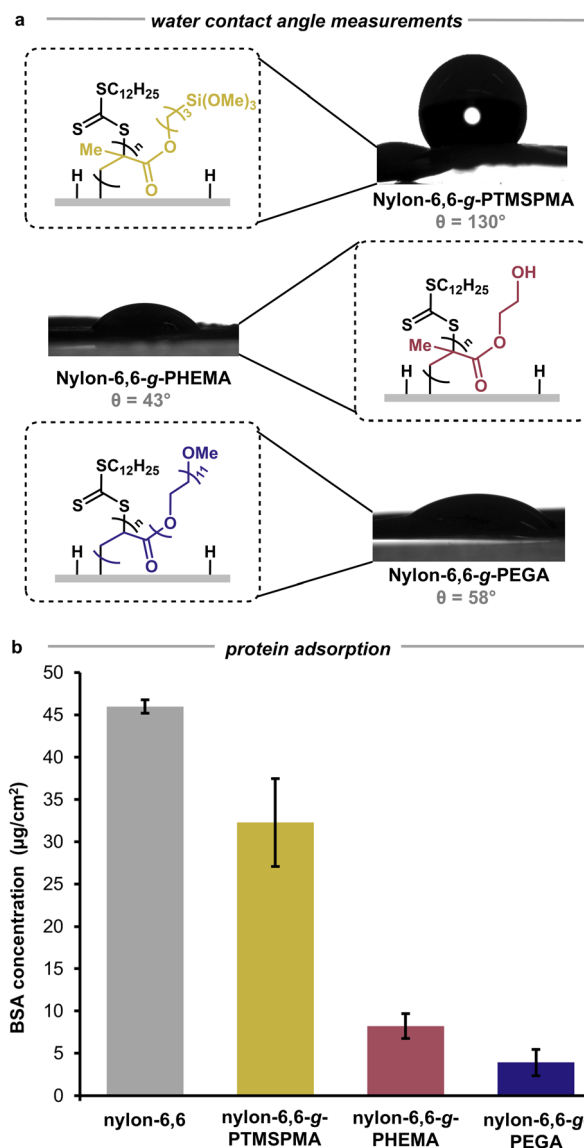 a
water contact angle measurements
SC₁₂H₂₅
S
S
n
Me
O
O
3
Si(OMe)₃
H
H
Nylon-6,6-g-PTMSPMA
θ = 130°
OH
SC₁₂H₂₅
S
S
n
Me
O
O
H
H
Nylon-6,6-g-PHEMA
θ = 43°
OMe
11
SC₁₂H₂₅
S
S
n
O
O
H
H
Nylon-6,6-g-PEGA
θ = 58°
b
protein adsorption
BSA concentration (µg/cm²)
50
45
40
35
30
25
20
15
10
5
0
nylon-6,6
nylon-6,6-g-
PTMSPMA
nylon-6,6-g-
PHEMA
nylon-6,6-g
PEGA